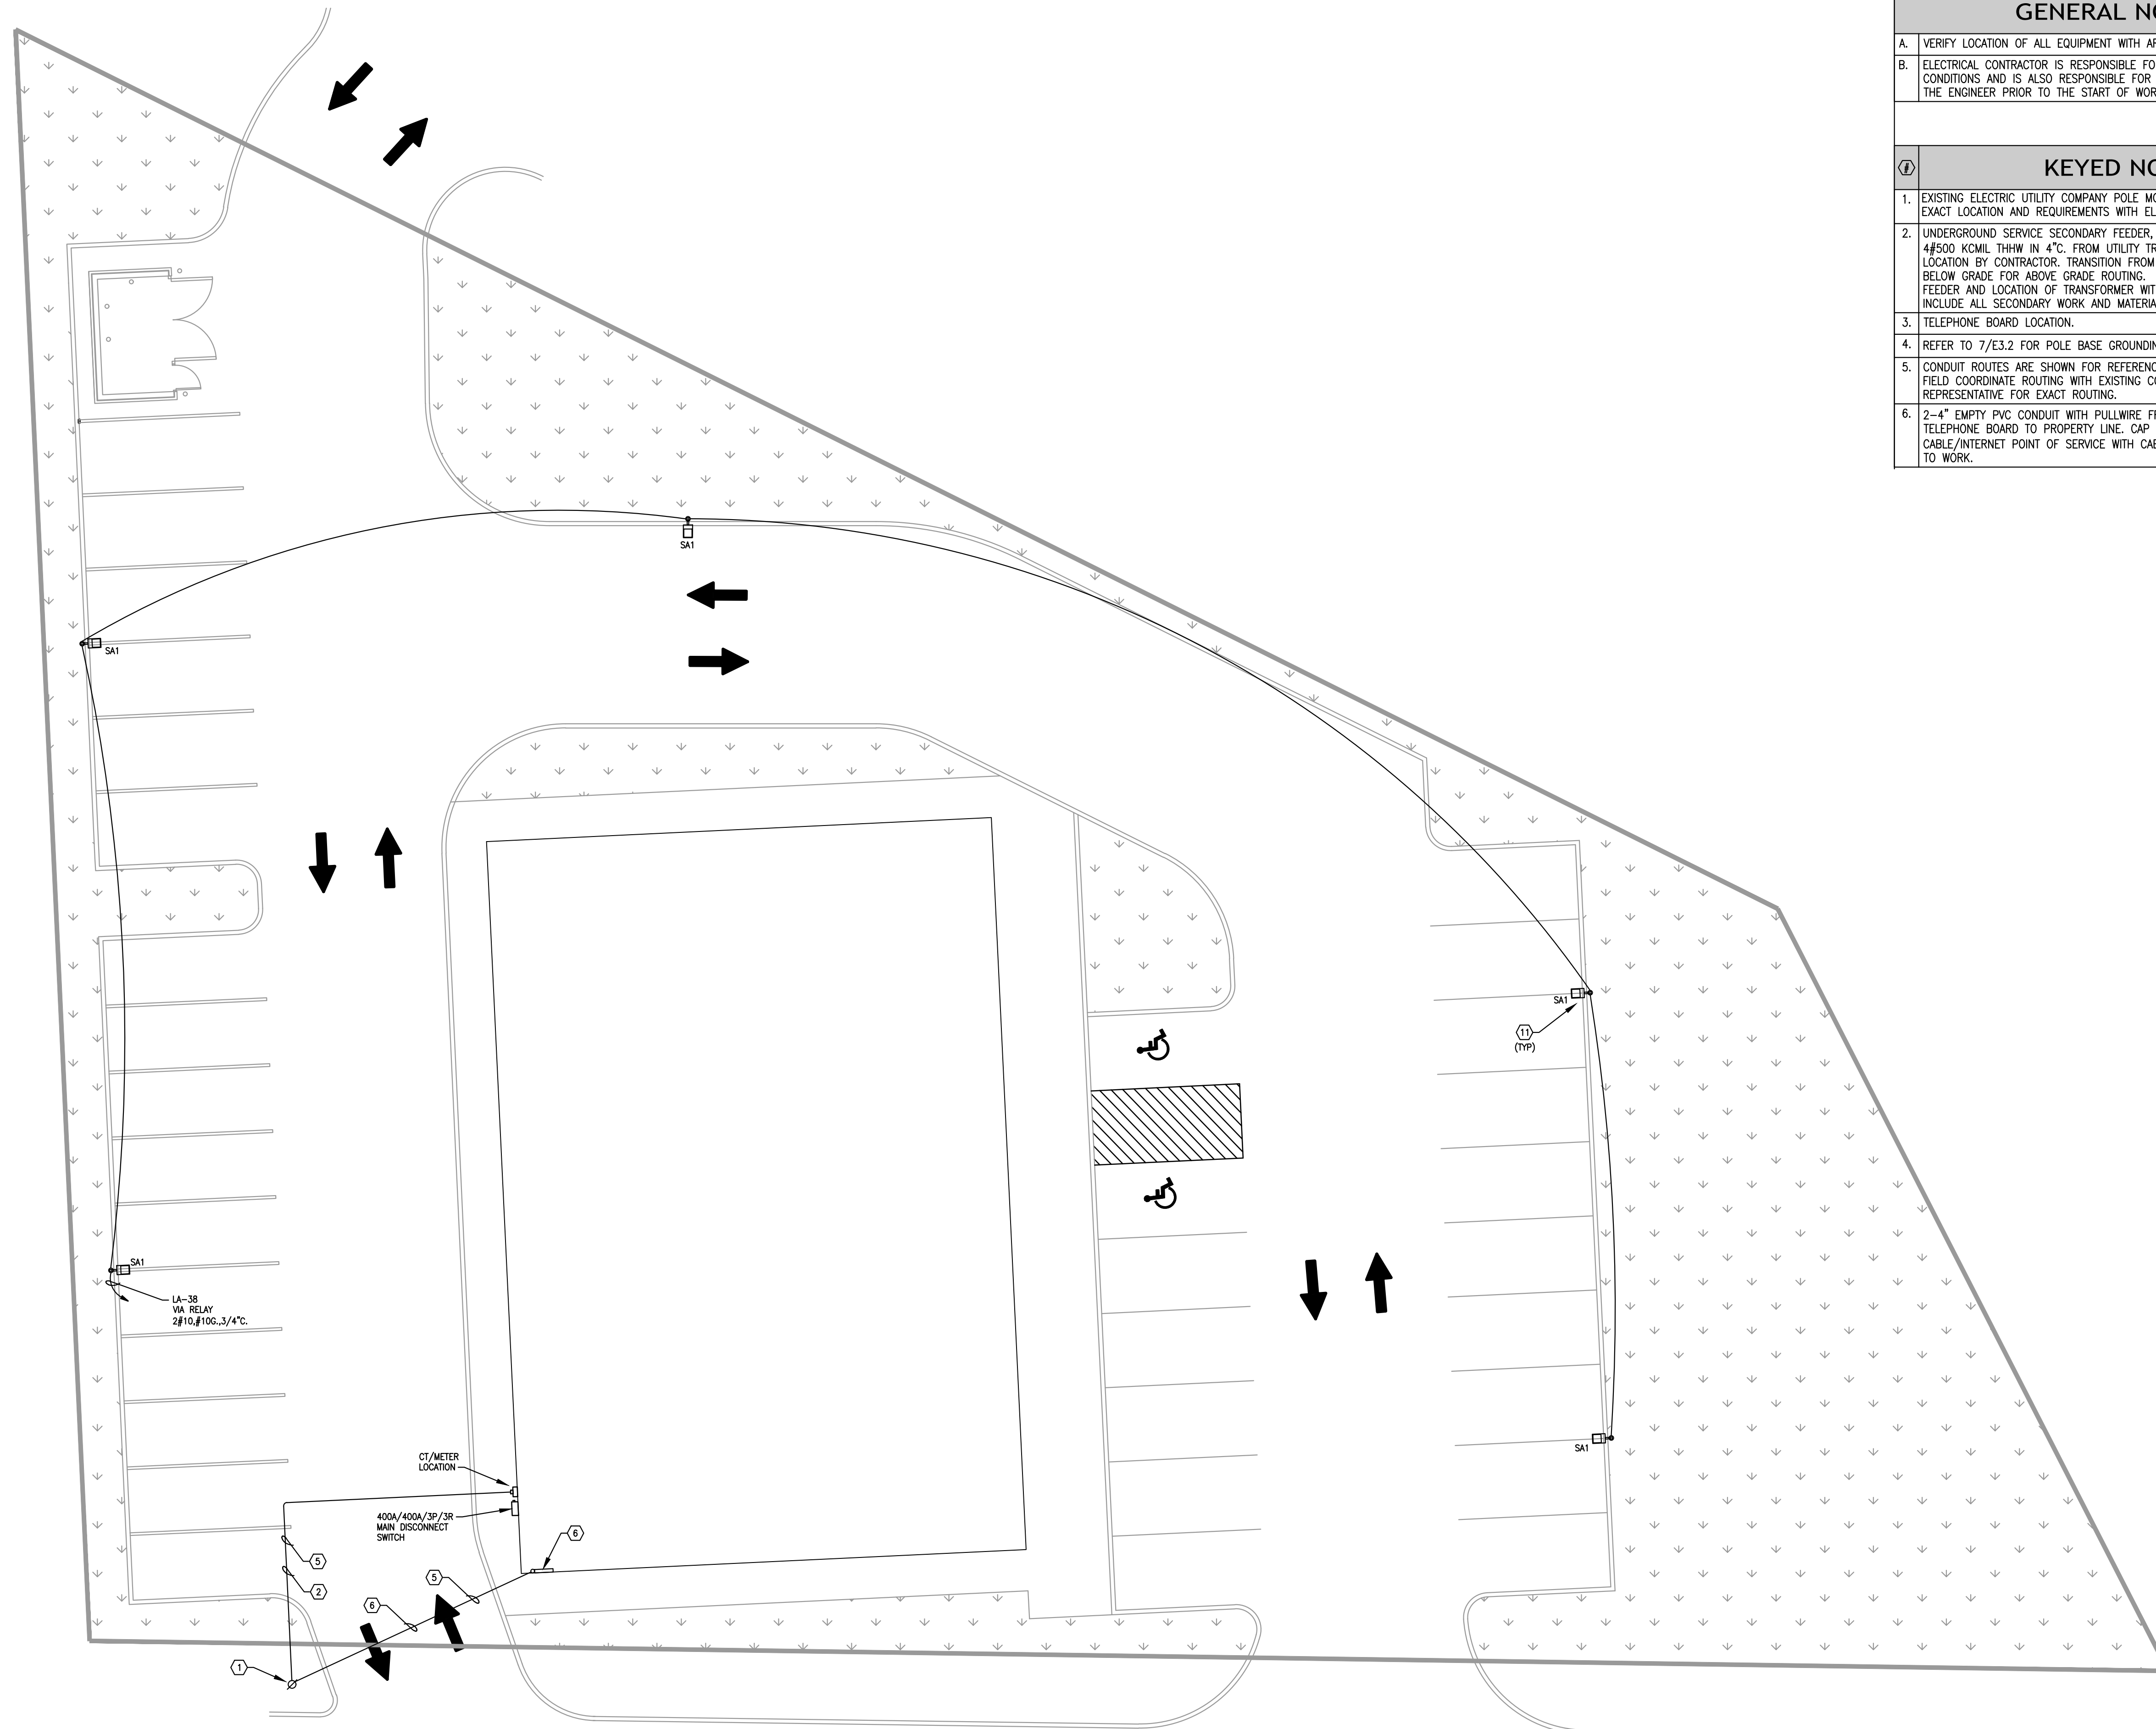 GENERAL
A. VERIFY LOCATION OF ALL EQUIPMENT WITH
B. ELECTRICAL CONTRACTOR IS RESPONSIBLE
CONDITIONS AND IS ALSO RESPONSIBLE FOR
THE ENGINEER PRIOR TO THE START OF
# KEYED
1. EXISTING ELECTRIC UTILITY COMPANY POLE
EXACT LOCATION AND REQUIREMENTS WITH
2. UNDERGROUND SERVICE SECONDARY FEEDER,
4#500 KCMIL THHW IN 4"C. FROM UTILITY
LOCATION BY CONTRACTOR. TRANSITION FROM
BELOW GRADE FOR ABOVE GRADE ROUTING.
FEEDER AND LOCATION OF TRANSFORMER
INCLUDE ALL SECONDARY WORK AND
3. TELEPHONE BOARD LOCATION.
4. REFER TO 7/E3.2 FOR POLE BASE
5. CONDUIT ROUTES ARE SHOWN FOR
FIELD COORDINATE ROUTING WITH EXISTING
REPRESENTATIVE FOR EXACT ROUTING.
6. 2-4" EMPTY PVC CONDUIT WITH PULLWIRE
TELEPHONE BOARD TO PROPERTY LINE. CAP
CABLE/INTERNET POINT OF SERVICE WITH
TO WORK.
SA1
SA1
SA1
11
(TYP)
SA1
LA-38
VIA RELAY
2#10,#10G.,3/4"C.
SA1
CT/METER
LOCATION
400A/400A/3P/3R
MAIN DISCONNECT
SWITCH
6
5
2
5
6
1